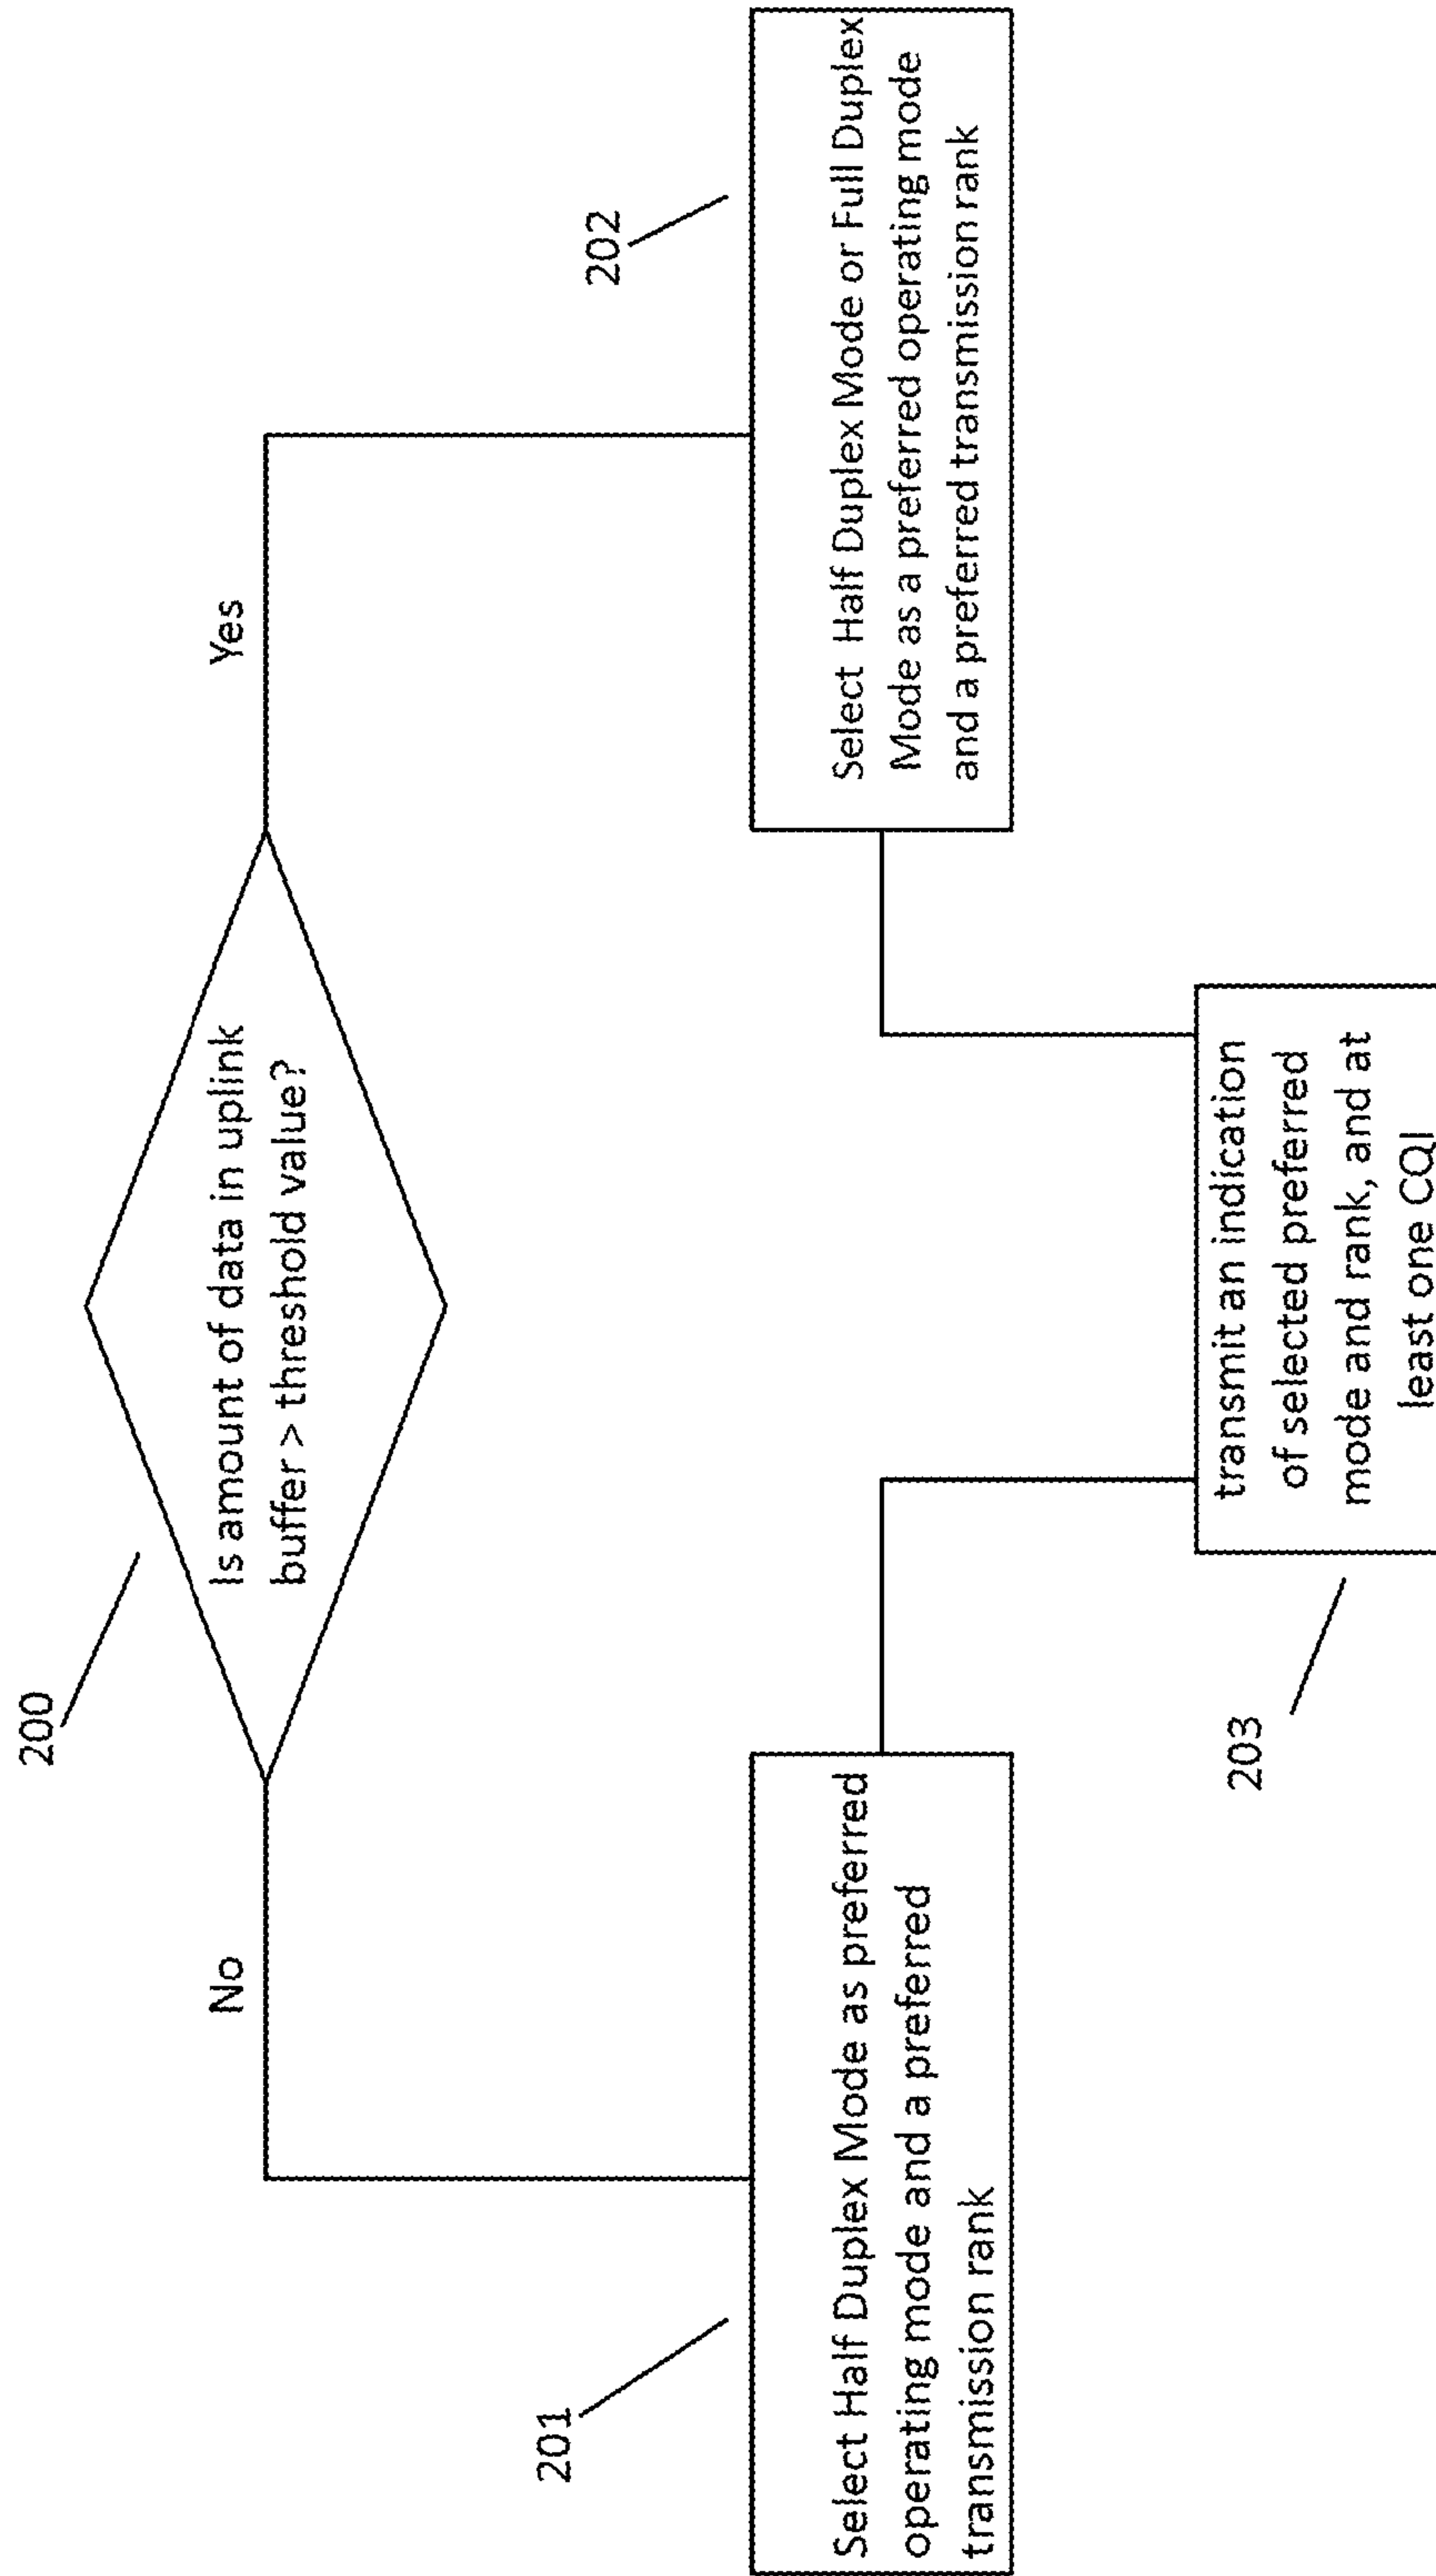 200
Is amount of data in uplink
buffer > threshold value?
No
Yes
201
Select Half Duplex Mode as preferred
operating mode and a preferred
transmission rank
202
Select Half Duplex Mode or Full Duplex
Mode as a preferred operating mode
and a preferred transmission rank
203
transmit an indication
of selected preferred
mode and rank, and at
least one CQI